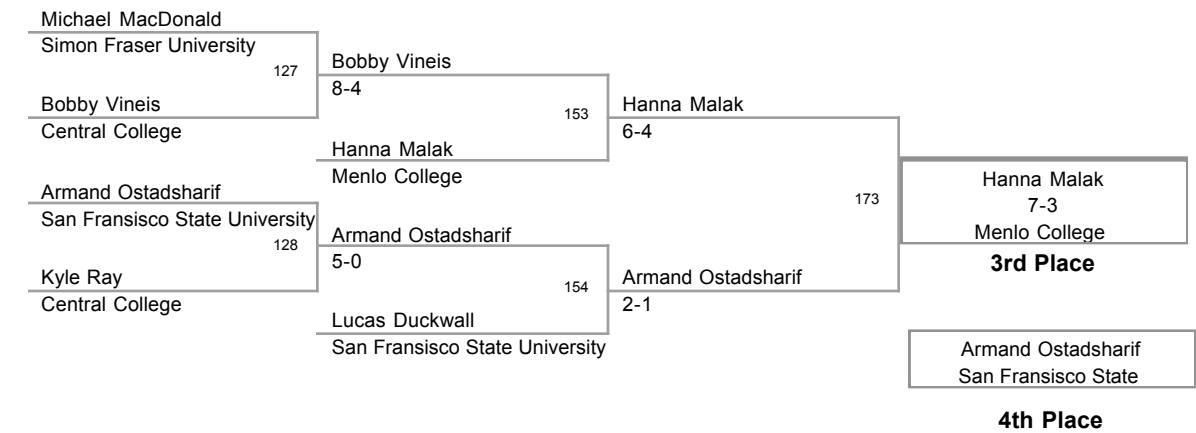 Michael MacDonald
Simon Fraser University
127
Bobby Vineis
8-4
Bobby Vineis
Central College
153
Hanna Malak
6-4
Hanna Malak
Menlo College
Armand Ostadsharif
San Fransisco State University
173
Hanna Malak
7-3
Menlo College
3rd Place
128
Armand Ostadsharif
5-0
Kyle Ray
Central College
154
Armand Ostadsharif
2-1
Lucas Duckwall
San Fransisco State University
Armand Ostadsharif
San Fransisco State
4th Place